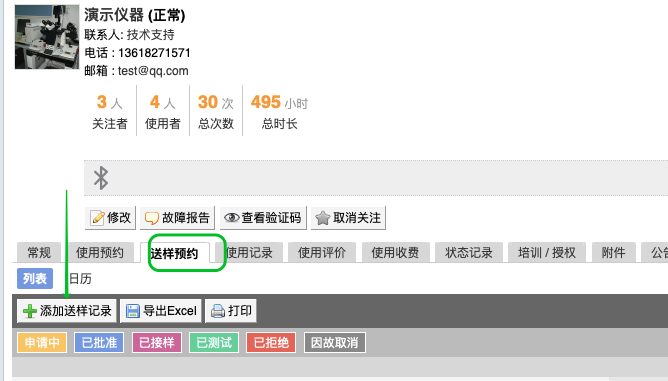 演示仪器 (正常)
联系人: 技术支持
电话 : 13618271571
邮箱 : test@qq.com
3 人 4 人 30 次 495 小时
关注者 使用者 总次数 总时长
修改 故障报告 查看验证码 取消关注
常规 使用预约 送样预约 使用记录 使用评价 使用收费 状态记录 培训 / 授权 附件 公告
列表 日历
添加送样记录 导出Excel 打印
申请中 已批准 已接样 已测试 已拒绝 因故取消